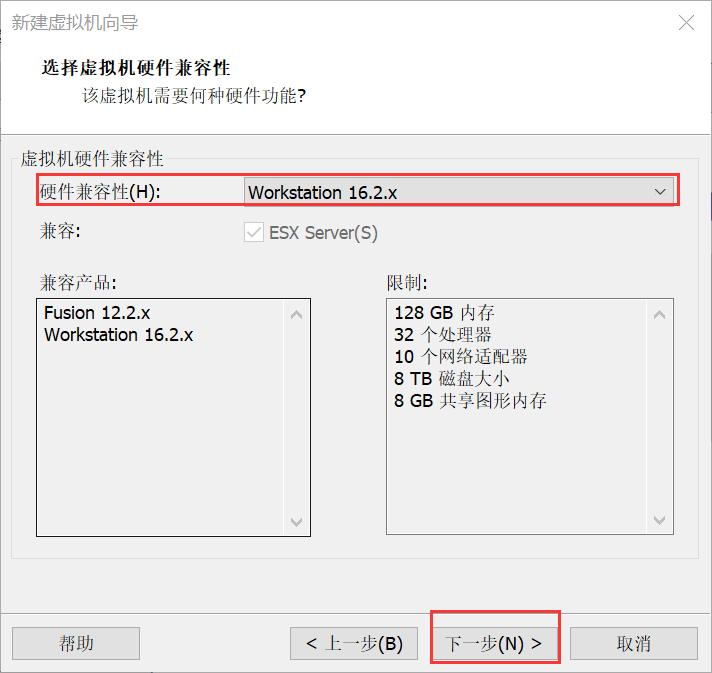 新建虚拟机向导
选择虚拟机硬件兼容性
该虚拟机需要何种硬件功能?
虚拟机硬件兼容性
硬件兼容性(H): Workstation 16.2.x
兼容: ESX Server(S)
兼容产品:
Fusion 12.2.x
Workstation 16.2.x
限制:
128 GB 内存
32 个处理器
10 个网络适配器
8 TB 磁盘大小
8 GB 共享图形内存
帮助 < 上一步(B) 下一步(N) > 取消